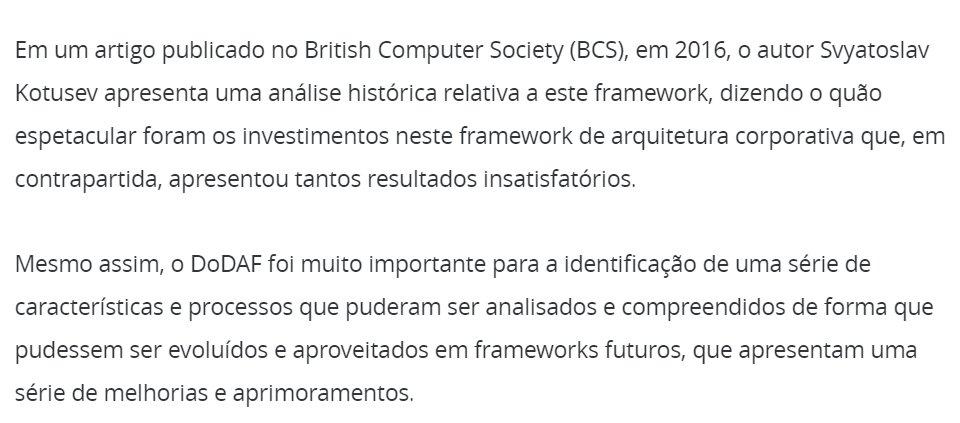 Em um artigo publicado no British Computer Society (BCS), em 2016, o autor Svyatoslav
Kotusev apresenta uma análise histórica relativa a este framework, dizendo o quão
espetacular foram os investimentos neste framework de arquitetura corporativa que, em
contrapartida, apresentou tantos resultados insatisfatórios.
Mesmo assim, o DoDAF foi muito importante para a identificação de uma série de
características e processos que puderam ser analisados e compreendidos de forma que
pudessem ser evoluídos e aproveitados em frameworks futuros, que apresentam uma
série de melhorias e aprimoramentos.